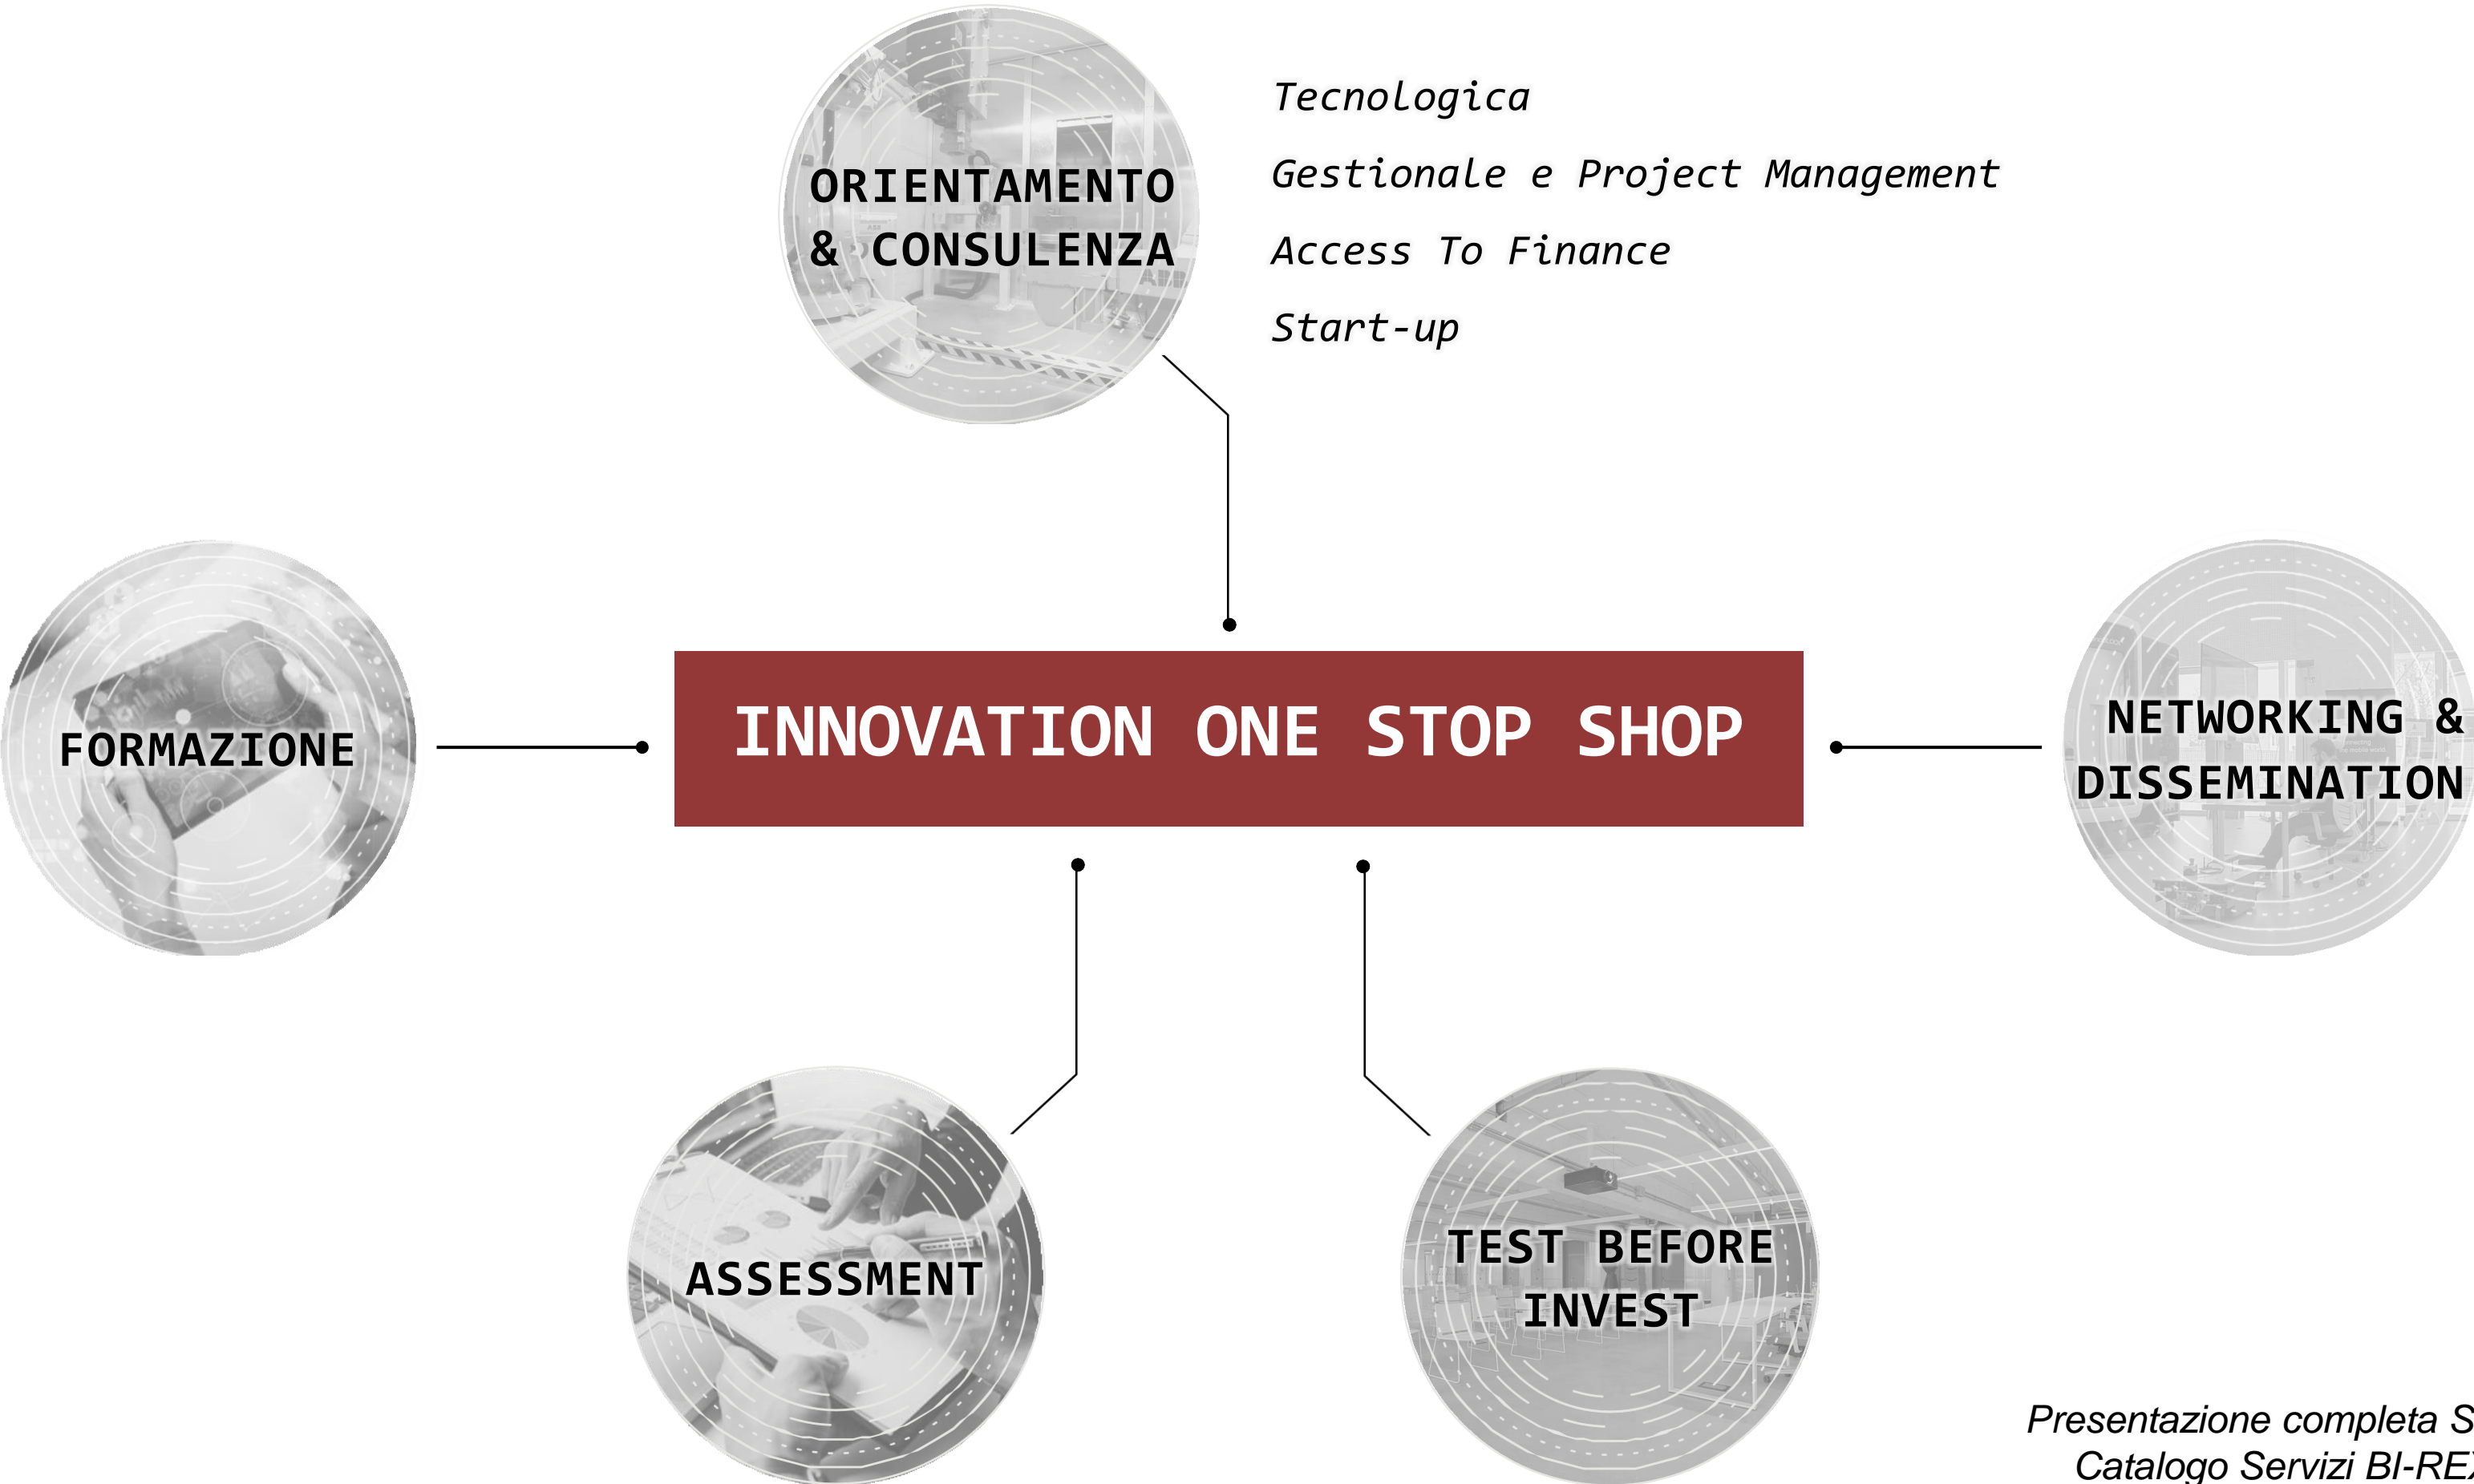 ORIENTAMENTO
& CONSULENZA
Tecnologica
Gestionale e Project Management
Access To Finance
Start-up
FORMAZIONE
INNOVATION ONE STOP SHOP
NETWORKING &
DISSEMINATION
ASSESSMENT
TEST BEFORE
INVEST
Presentazione completa
Catalogo Servizi